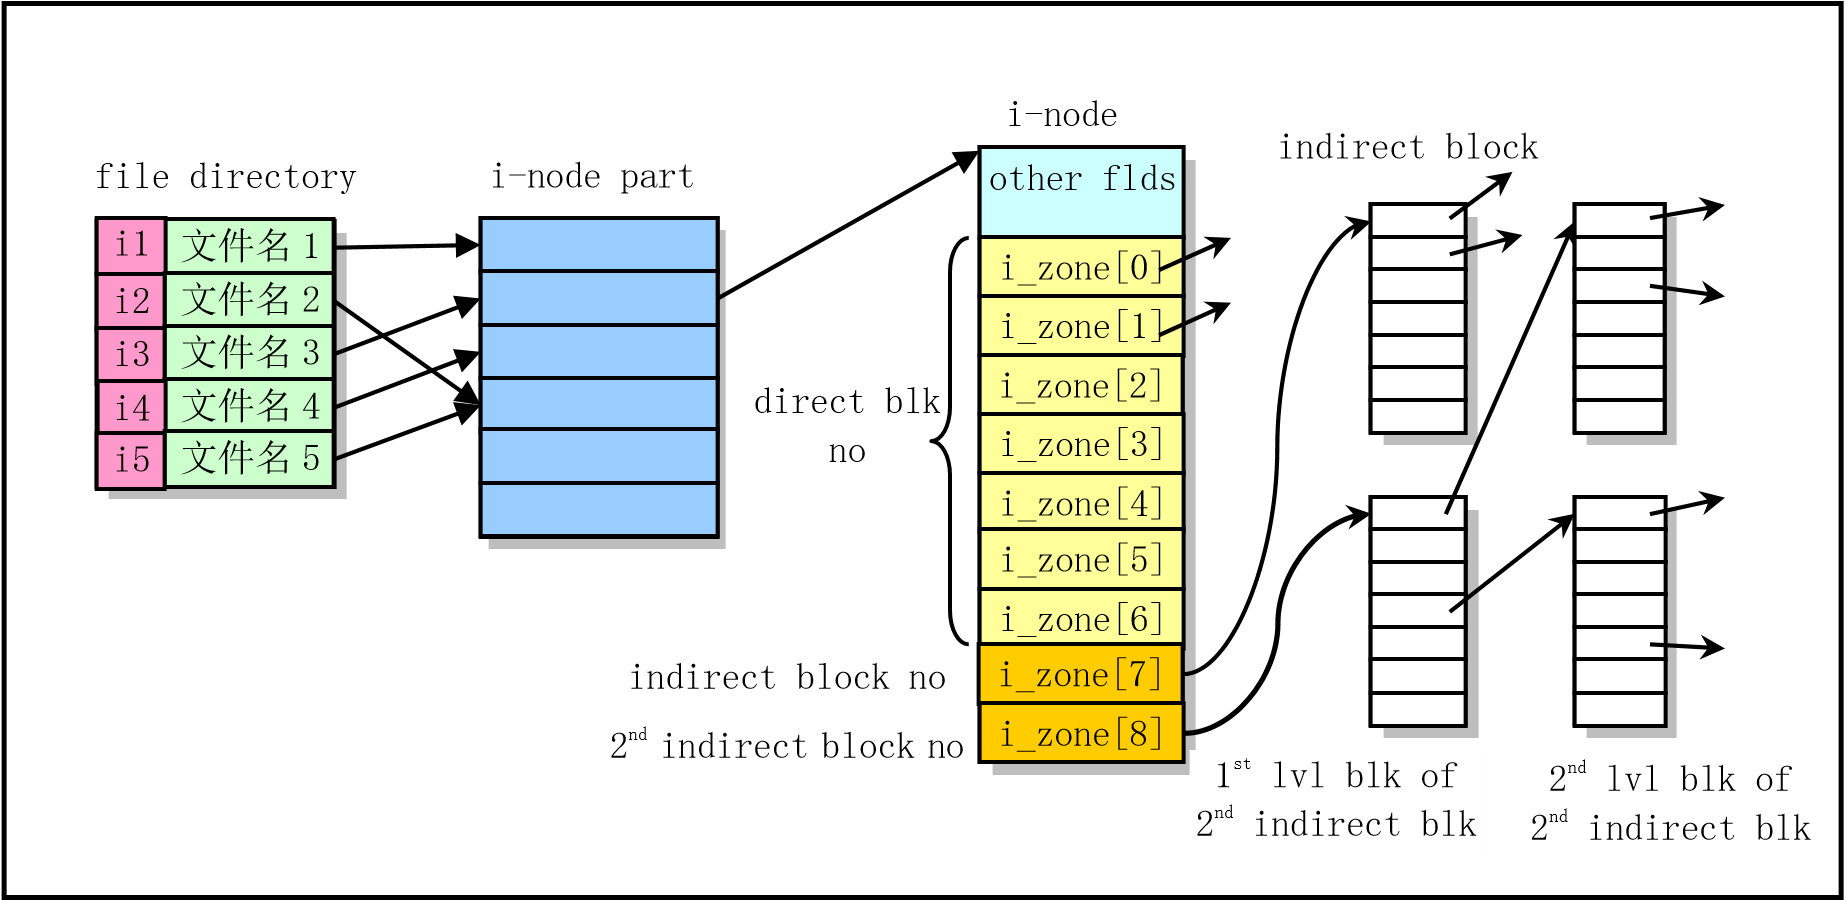 file directory
i1 文件名 1
i2 文件名 2
i3 文件名 3
i4 文件名 4
i5 文件名 5
i-node part
i-node
other flds
i_zone[0]
i_zone[1]
i_zone[2]
i_zone[3]
i_zone[4]
i_zone[5]
i_zone[6]
i_zone[7]
i_zone[8]
direct blk
no
indirect block no
2nd indirect block no
indirect block
1st lvl blk of
2nd indirect blk
2nd lvl blk of
2nd indirect blk